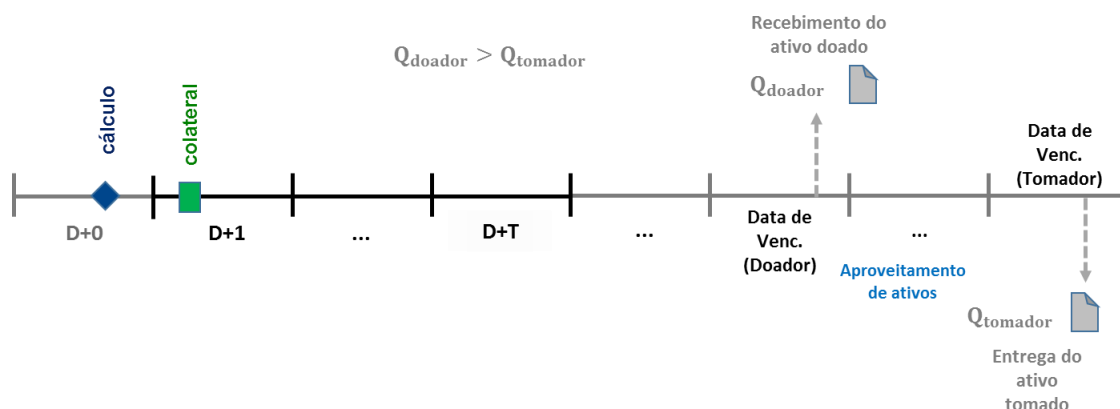 Recebimento do
ativo doado
Qdoador > Qtomador
Qdoador
cálculo
colateral
Data de
Venc.
(Tomador)
D+0
D+1
...
D+T
...
Data de
Venc.
(Doador)
...
Aproveitamento
de ativos
Qtomador
Entrega do
ativo
tomado